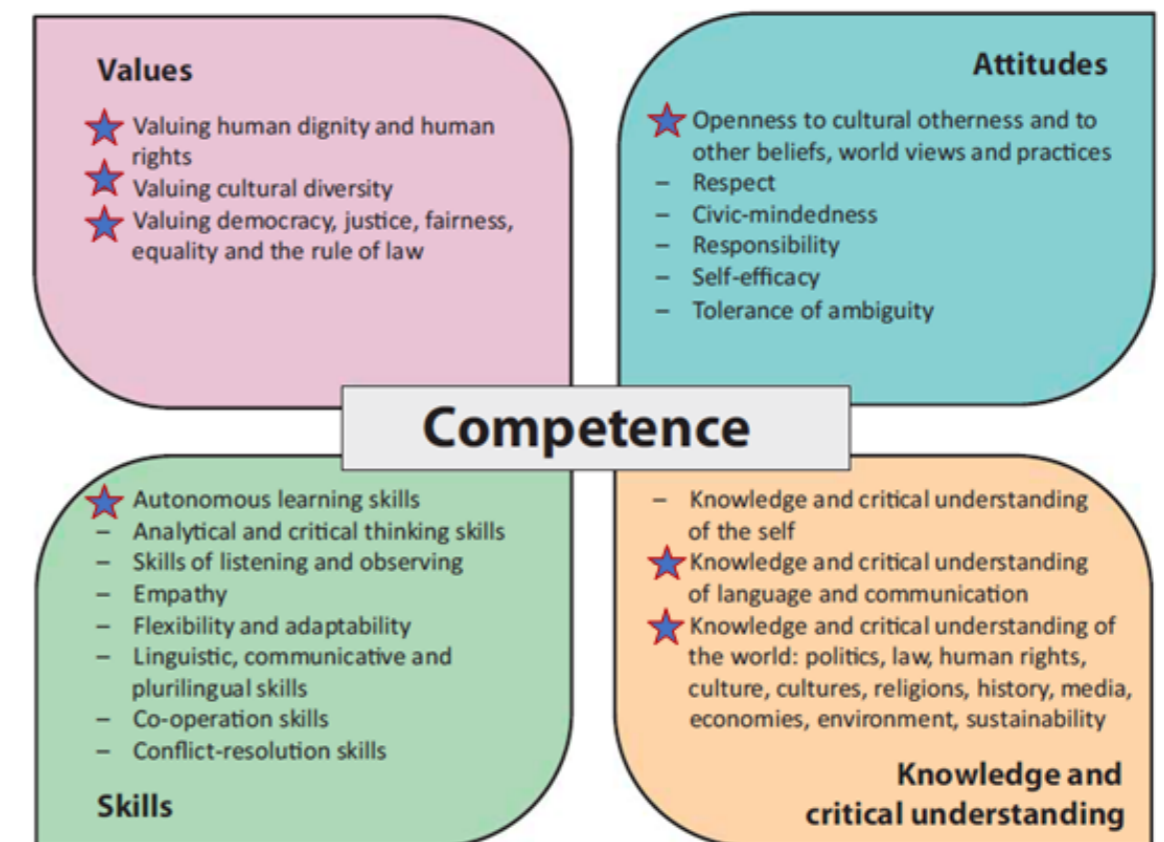 Values
Valuing human dignity and human
rights
Valuing cultural diversity
Valuing democracy, justice, fairness,
equality and the rule of law
Attitudes
Openness to cultural otherness and to
other beliefs, world views and practices
– Respect
– Civic-mindedness
– Responsibility
– Self-efficacy
– Tolerance of ambiguity
Competence
Autonomous learning skills
– Analytical and critical thinking skills
– Skills of listening and observing
– Empathy
– Flexibility and adaptability
– Linguistic, communicative and
plurilingual skills
– Co-operation skills
– Conflict-resolution skills
Skills
– Knowledge and critical understanding
of the self
Knowledge and critical understanding
of language and communication
Knowledge and critical understanding of
the world: politics, law, human rights,
culture, cultures, religions, history, media,
economies, environment, sustainability
Knowledge and
critical understanding